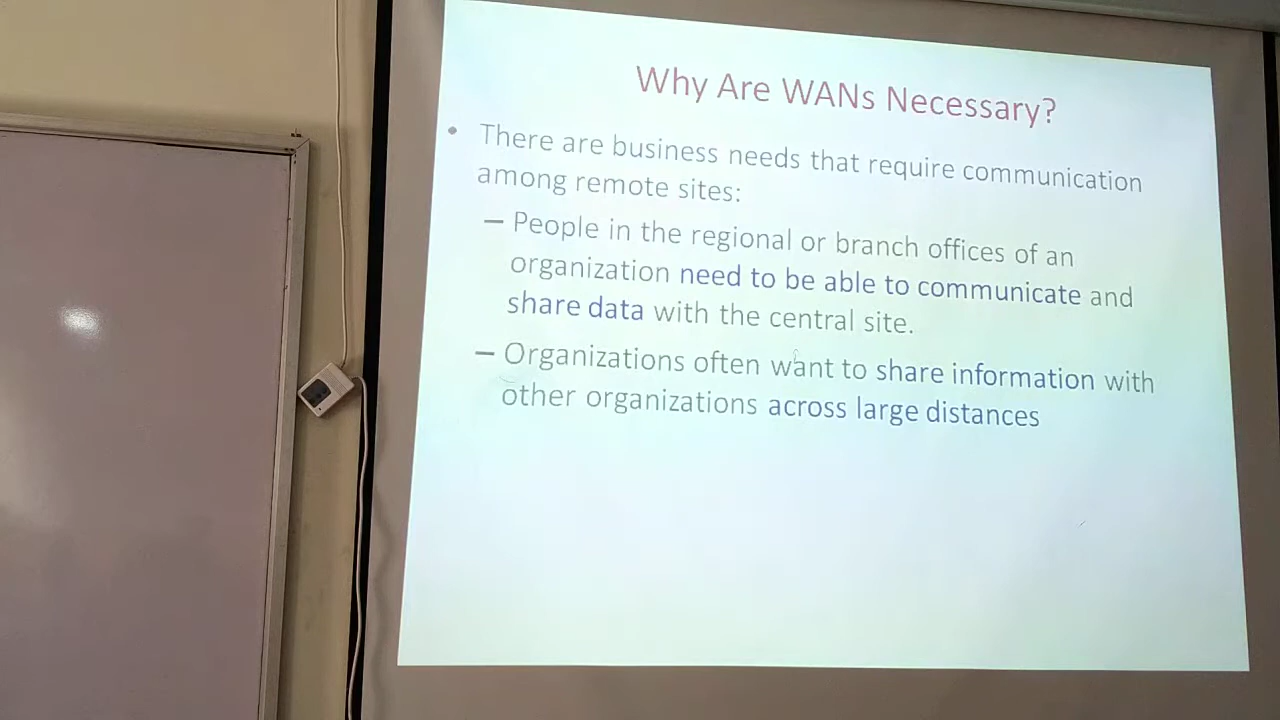 Why Are WANs Necessary?
• There are business needs that require communication
among remote sites:
– People in the regional or branch offices of an
organization need to be able to communicate and
share data with the central site.
– Organizations often want to share information with
other organizations across large distances